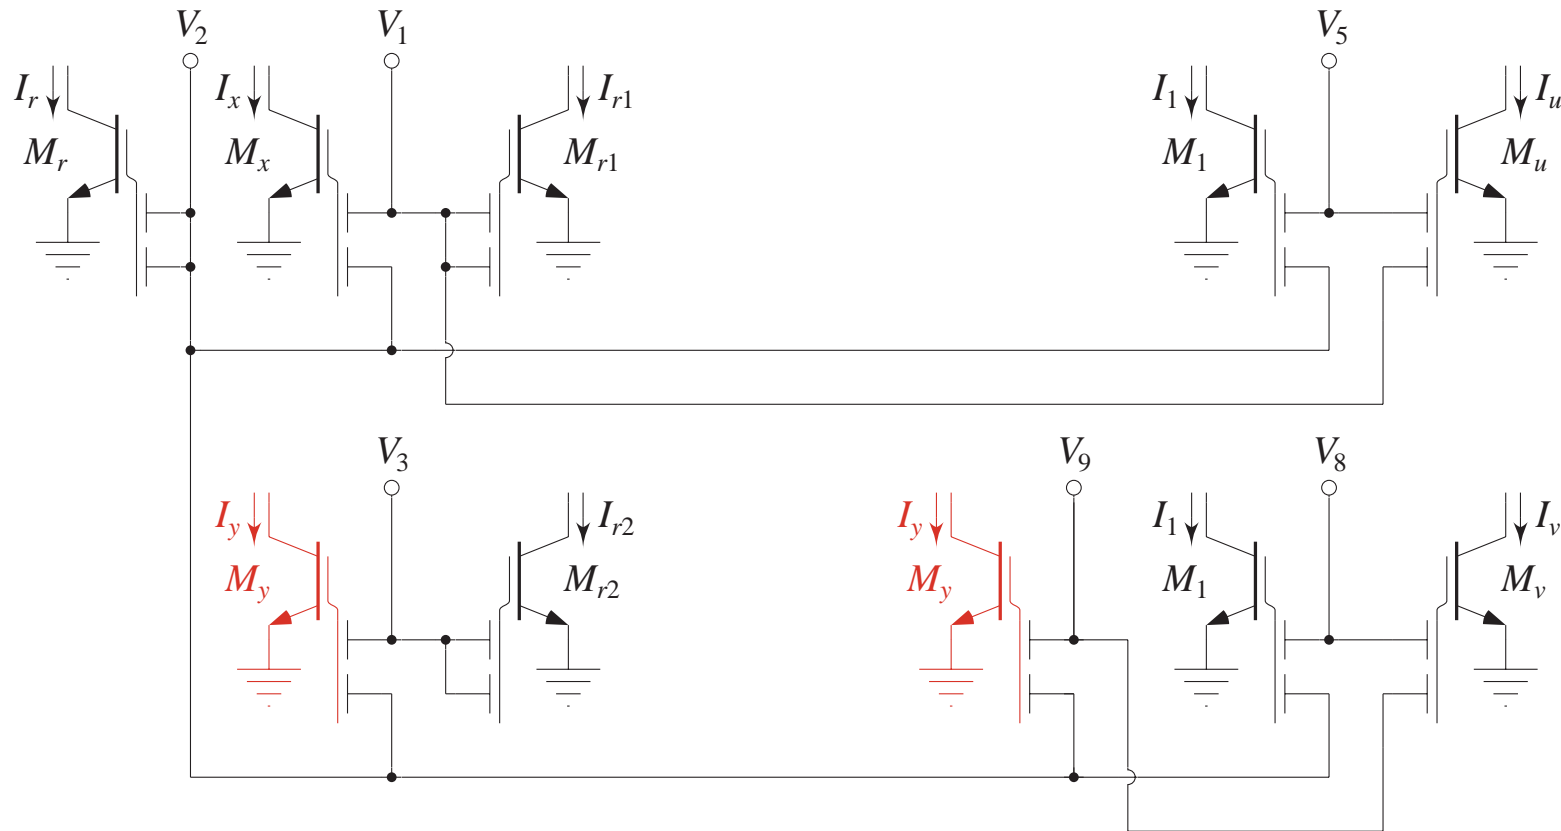 V2 V1 V5
Ir Ix Ir1 I1 Iu
Mr Mx Mr1 M1 Mu
V3 V9 V8
Iy Ir2 Iy I1 Iv
My Mr2 My M1 Mv